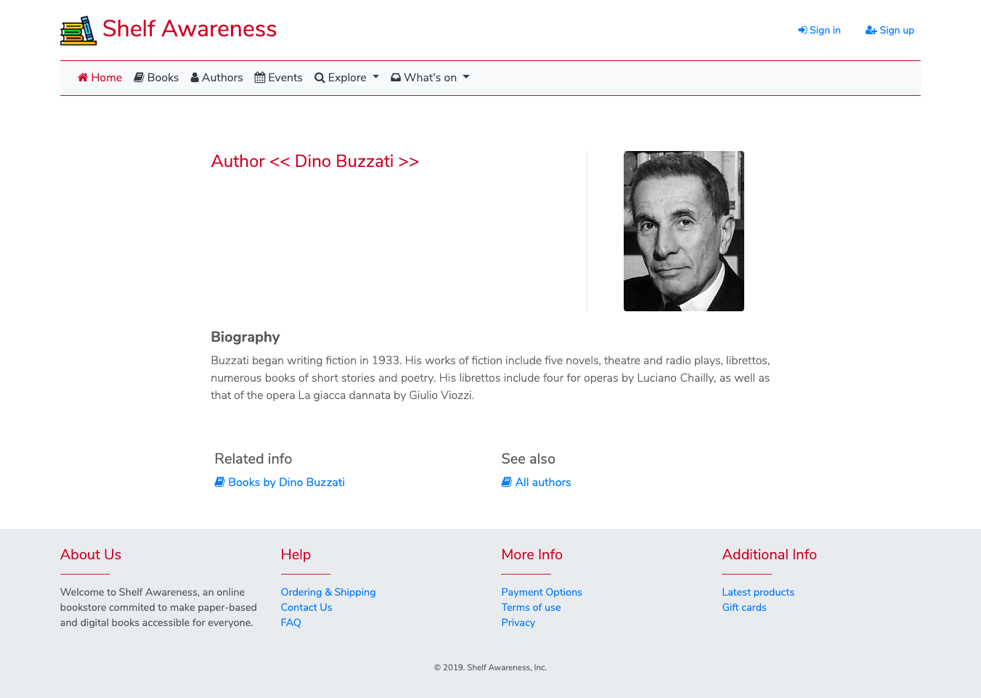 Shelf Awareness
Sign in
Sign up
Home
Books
Authors
Events
Explore
What's on
Author << Dino Buzzati >>
Biography
Buzzati began writing fiction in 1933. His works of fiction include five novels, theatre and radio plays, librettos,
numerous books of short stories and poetry. His librettos include four for operas by Luciano Chailly, as well as
that of the opera La giacca dannata by Giulio Viozzi.
Related info
Books by Dino Buzzati
See also
All authors
About Us
Welcome to Shelf Awareness, an online
bookstore commited to make paper-based
and digital books accessible for everyone.
Help
Ordering & Shipping
Contact Us
FAQ
More Info
Payment Options
Terms of use
Privacy
Additional Info
Latest products
Gift cards
© 2019. Shelf Awareness, Inc.